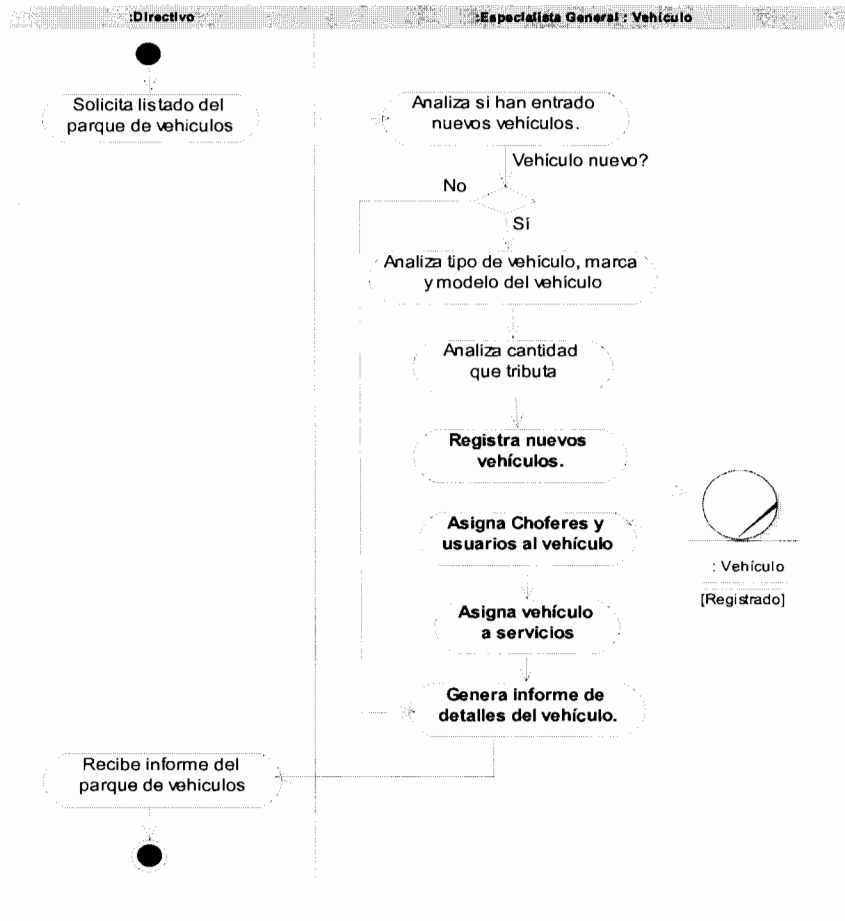 :Directivo
:Especialista General : Vehículo
Solicita listado del
parque de vehiculos
Analiza si han entrado
nuevos vehículos.
Vehículo nuevo?
No
Sí
Analiza tipo de vehiculo, marca
y modelo del vehículo
Analiza cantidad
que tributa
Registra nuevos
vehículos.
Asigna Choferes y
usuarios al vehículo
: Vehículo
[Registrado]
Asigna vehículo
a servicios
Genera informe de
detalles del vehículo.
Recibe informe del
parque de vehiculos